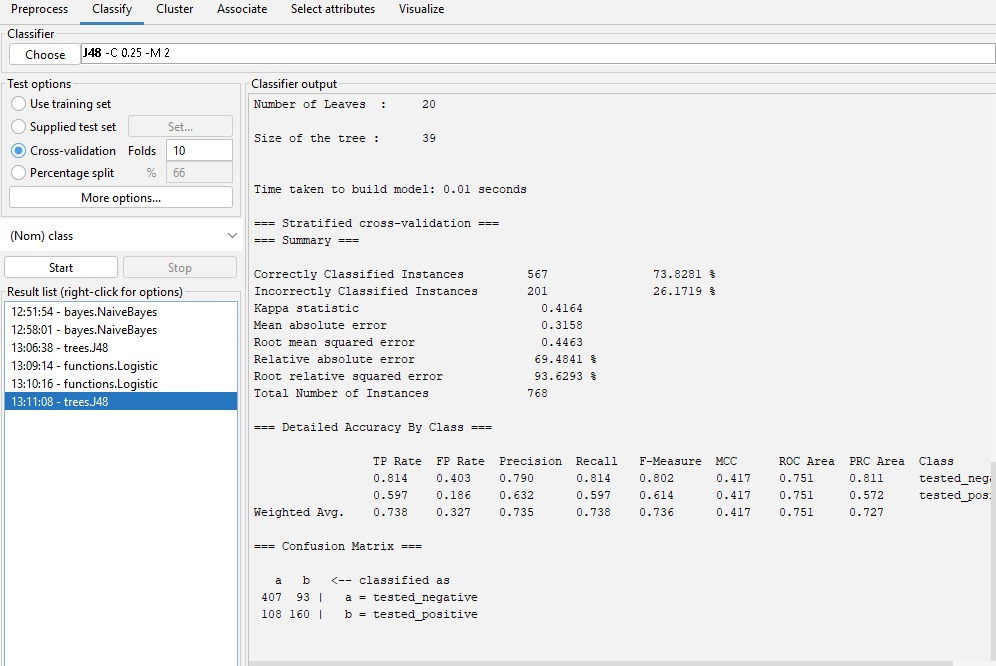 Preprocess Classify Cluster Associate Select attributes Visualize
Classifier
Choose J48 -C 0.25 -M 2
Test options
Use training set
Supplied test set Set...
Cross-validation Folds 10
Percentage split % 66
More options...
(Nom) class
Start Stop
Result list (right-click for options)
12:51:54 - bayes.NaiveBayes
12:58:01 - bayes.NaiveBayes
13:06:38 - trees.J48
13:09:14 - functions.Logistic
13:10:16 - functions.Logistic
13:11:08 - trees.J48
Classifier output
Number of Leaves : 20
Size of the tree : 39
Time taken to build model: 0.01 seconds
=== Stratified cross-validation ===
=== Summary ===
Correctly Classified Instances 567 73.8281 %
Incorrectly Classified Instances 201 26.1719 %
Kappa statistic 0.4164
Mean absolute error 0.3158
Root mean squared error 0.4463
Relative absolute error 69.4841 %
Root relative squared error 93.6293 %
Total Number of Instances 768
=== Detailed Accuracy By Class ===
TP Rate FP Rate Precision Recall F-Measure MCC ROC Area PRC Area Class
0.814 0.403 0.790 0.814 0.802 0.417 0.751 0.811 tested_neg
0.597 0.186 0.632 0.597 0.614 0.417 0.751 0.572 tested_pos
Weighted Avg. 0.738 0.327 0.735 0.738 0.736 0.417 0.751 0.727
=== Confusion Matrix ===
a b <-- classified as
407 93 | a = tested_negative
108 160 | b = tested_positive